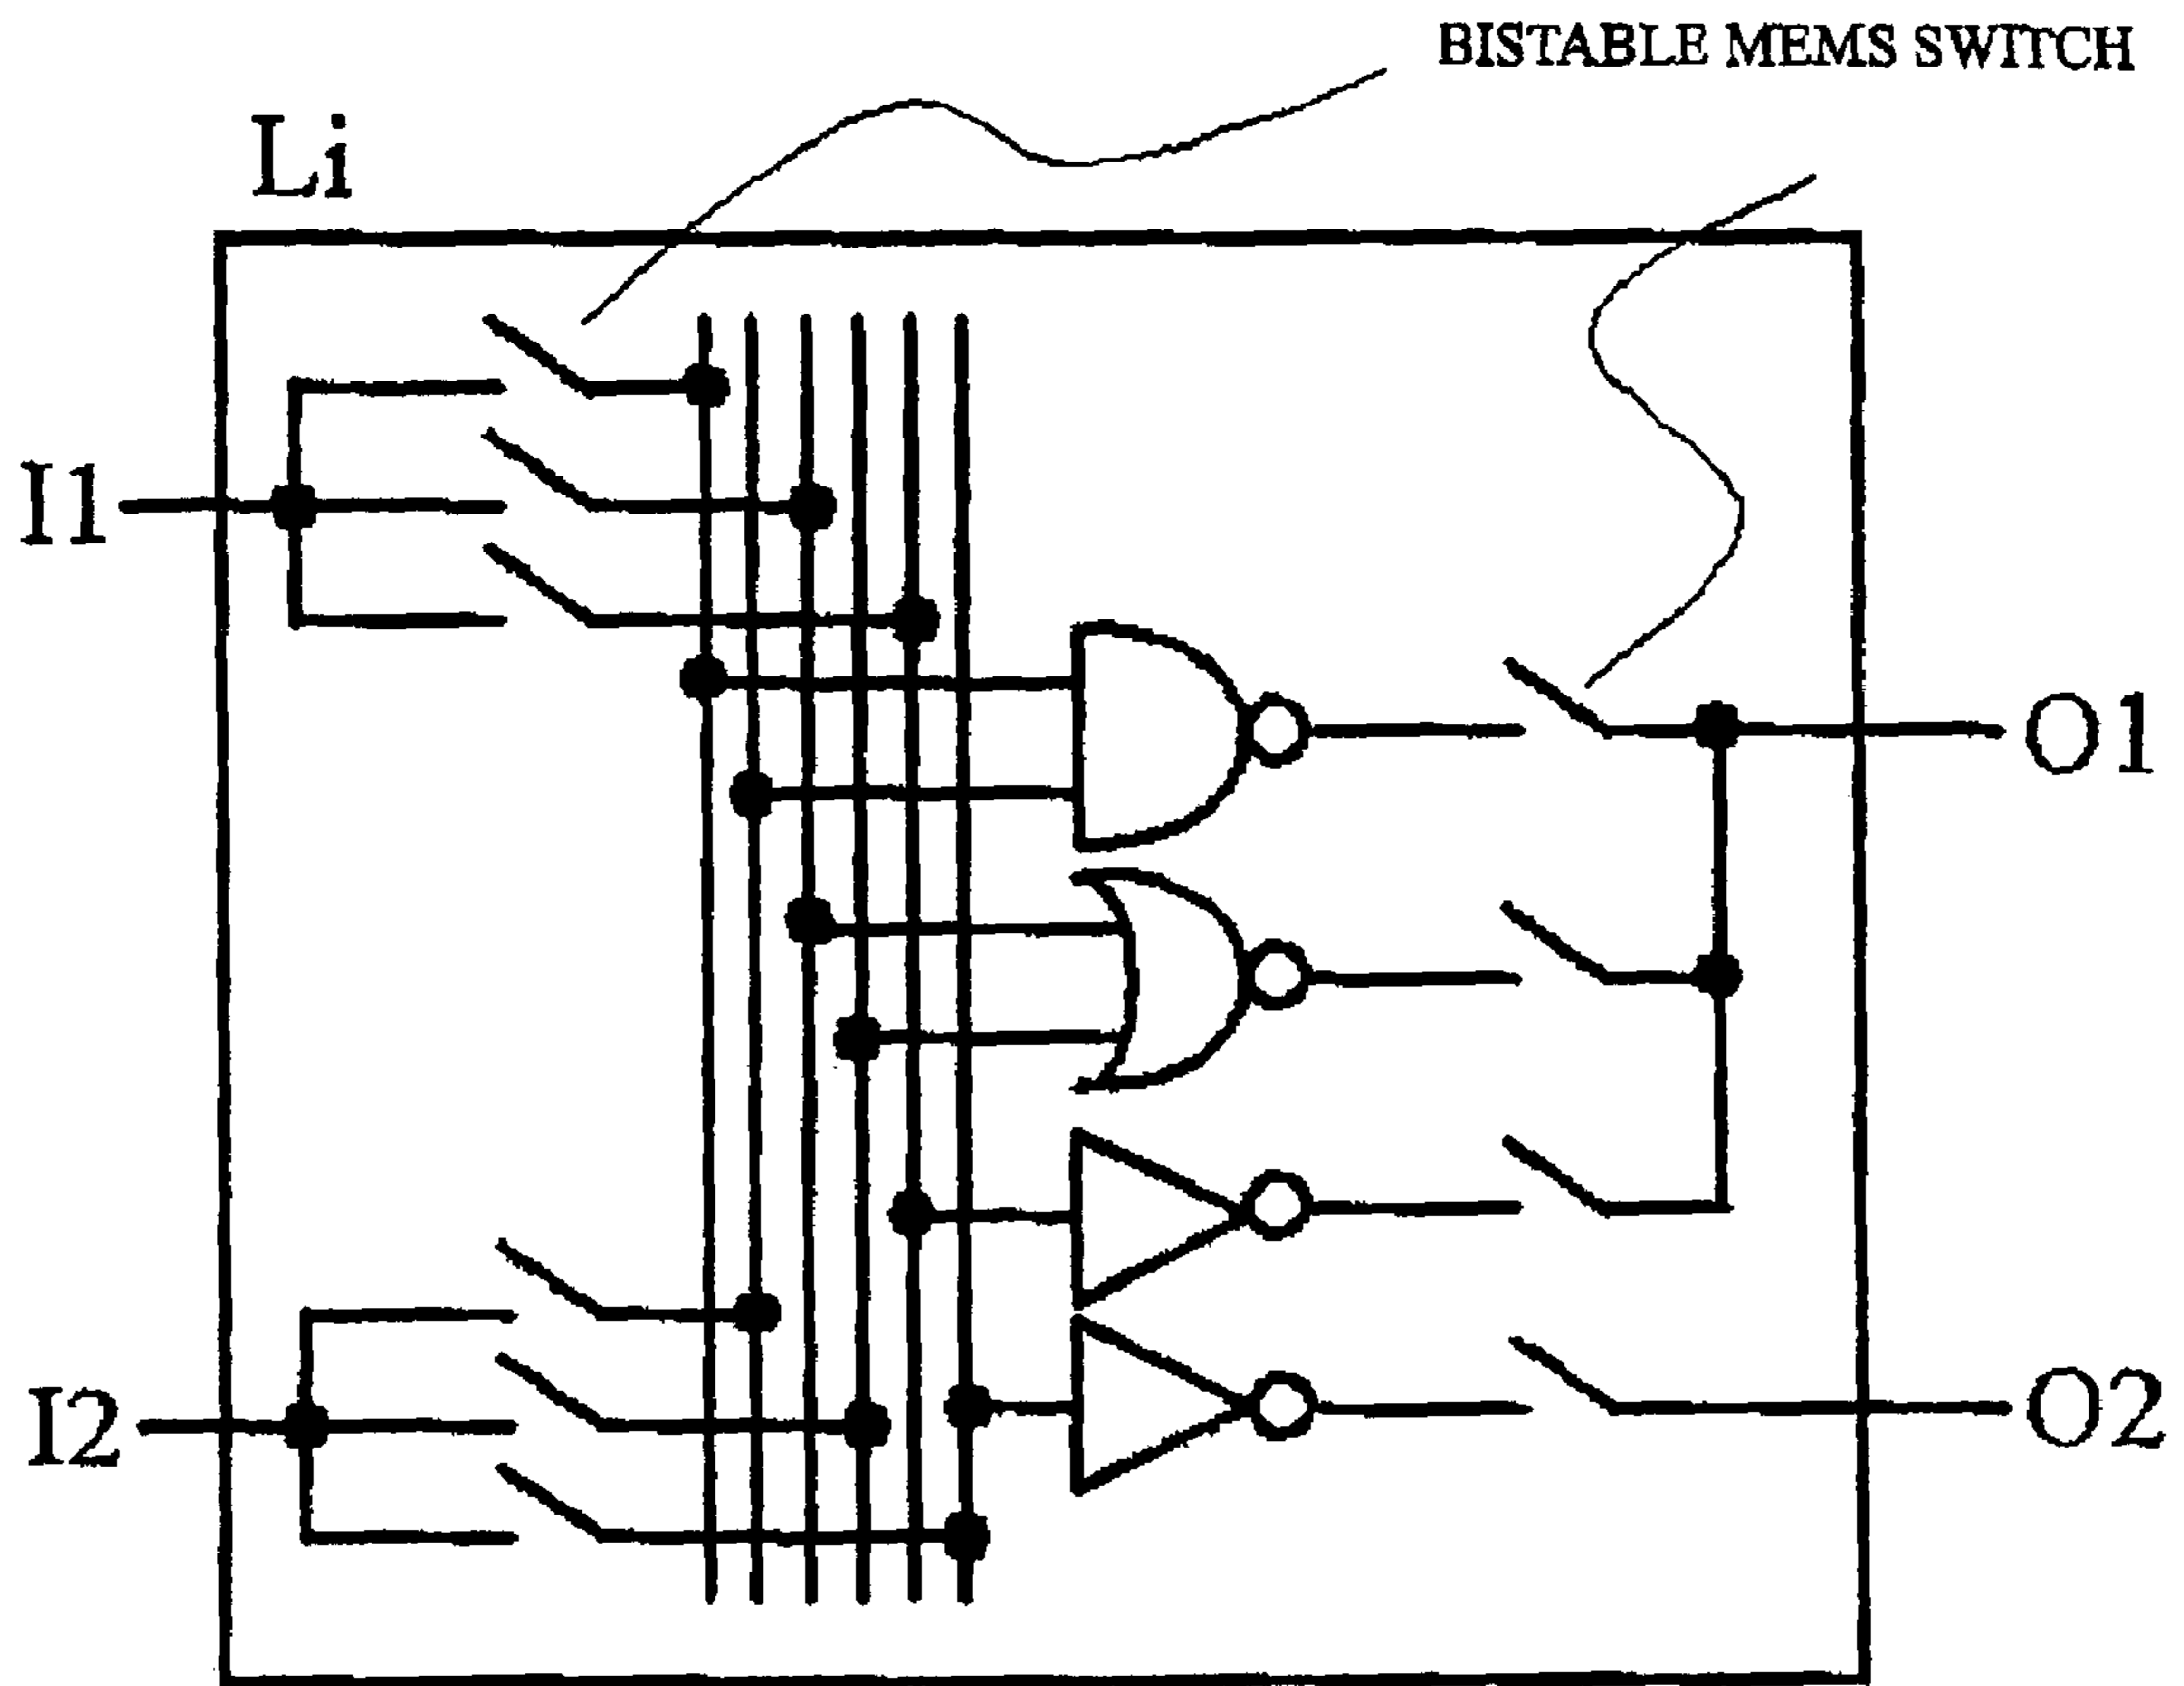 BISTABLE MEMS SWITCH
Li
I1
O1
I2
O2